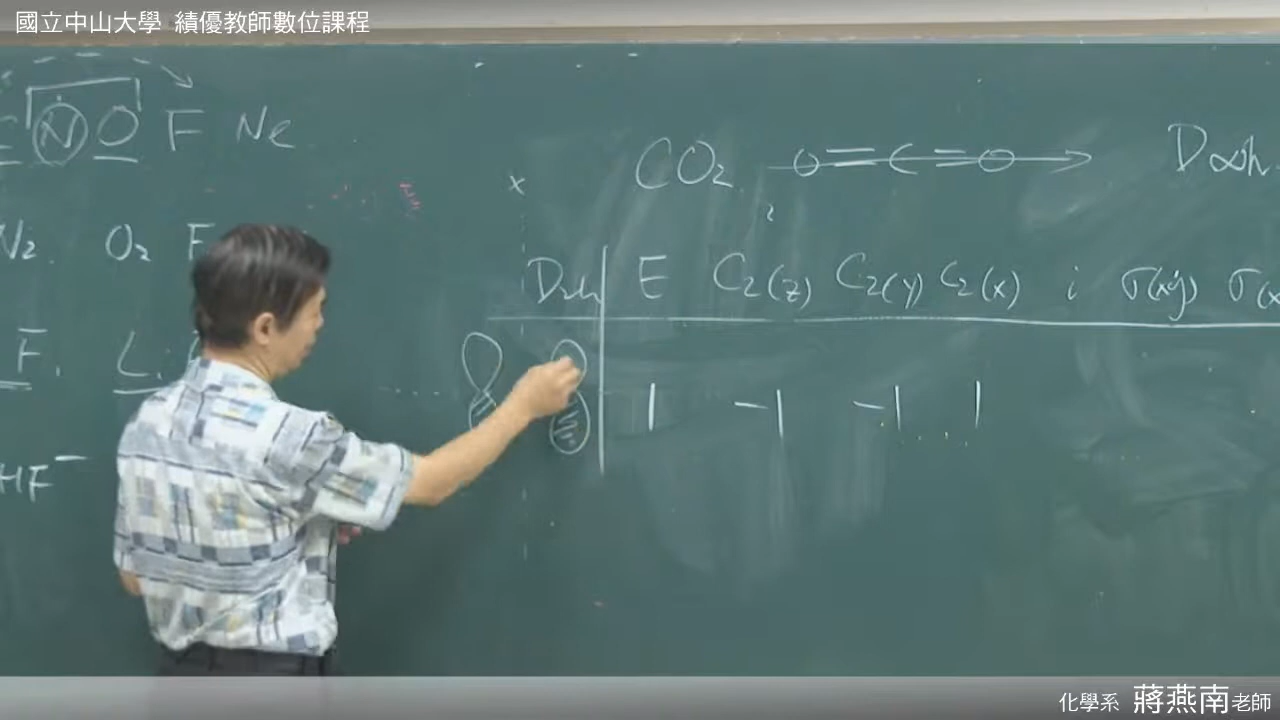 國立中山大學 績優教師數位課程
N O F Ne
CO₂ O=C=O D∞h
x
z
N₂. O₂ F
D₂h E C₂(z) C₂(y) C₂(x) i σ(xy) σ(x
F. Li
1 -1 -1 1
HF⁻
化學系 蔣燕南老師